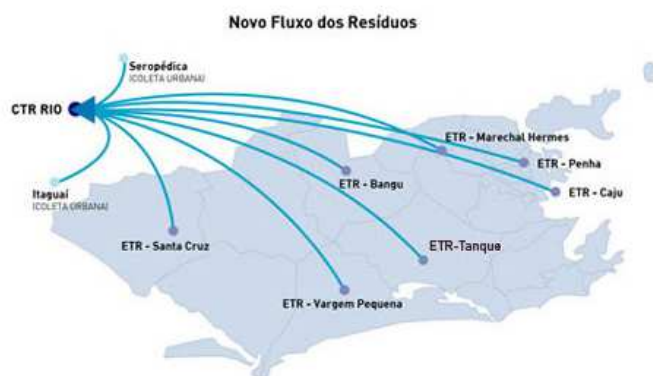 Novo Fluxo dos Resíduos
Seropédica
(COLETA URBANA)
CTR RIO
ETR - Marechal Hermes
ETR - Penha
ETR - Bangu
ETR - Caju
Itaguaí
(COLETA URBANA)
ETR - Santa Cruz
ETR-Tanque
ETR - Vargem Pequena